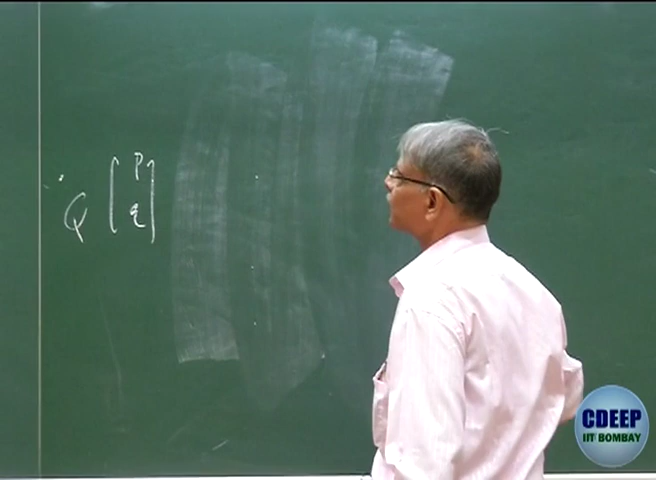 Q [ p
q ]
CDEEP
IIT BOMBAY